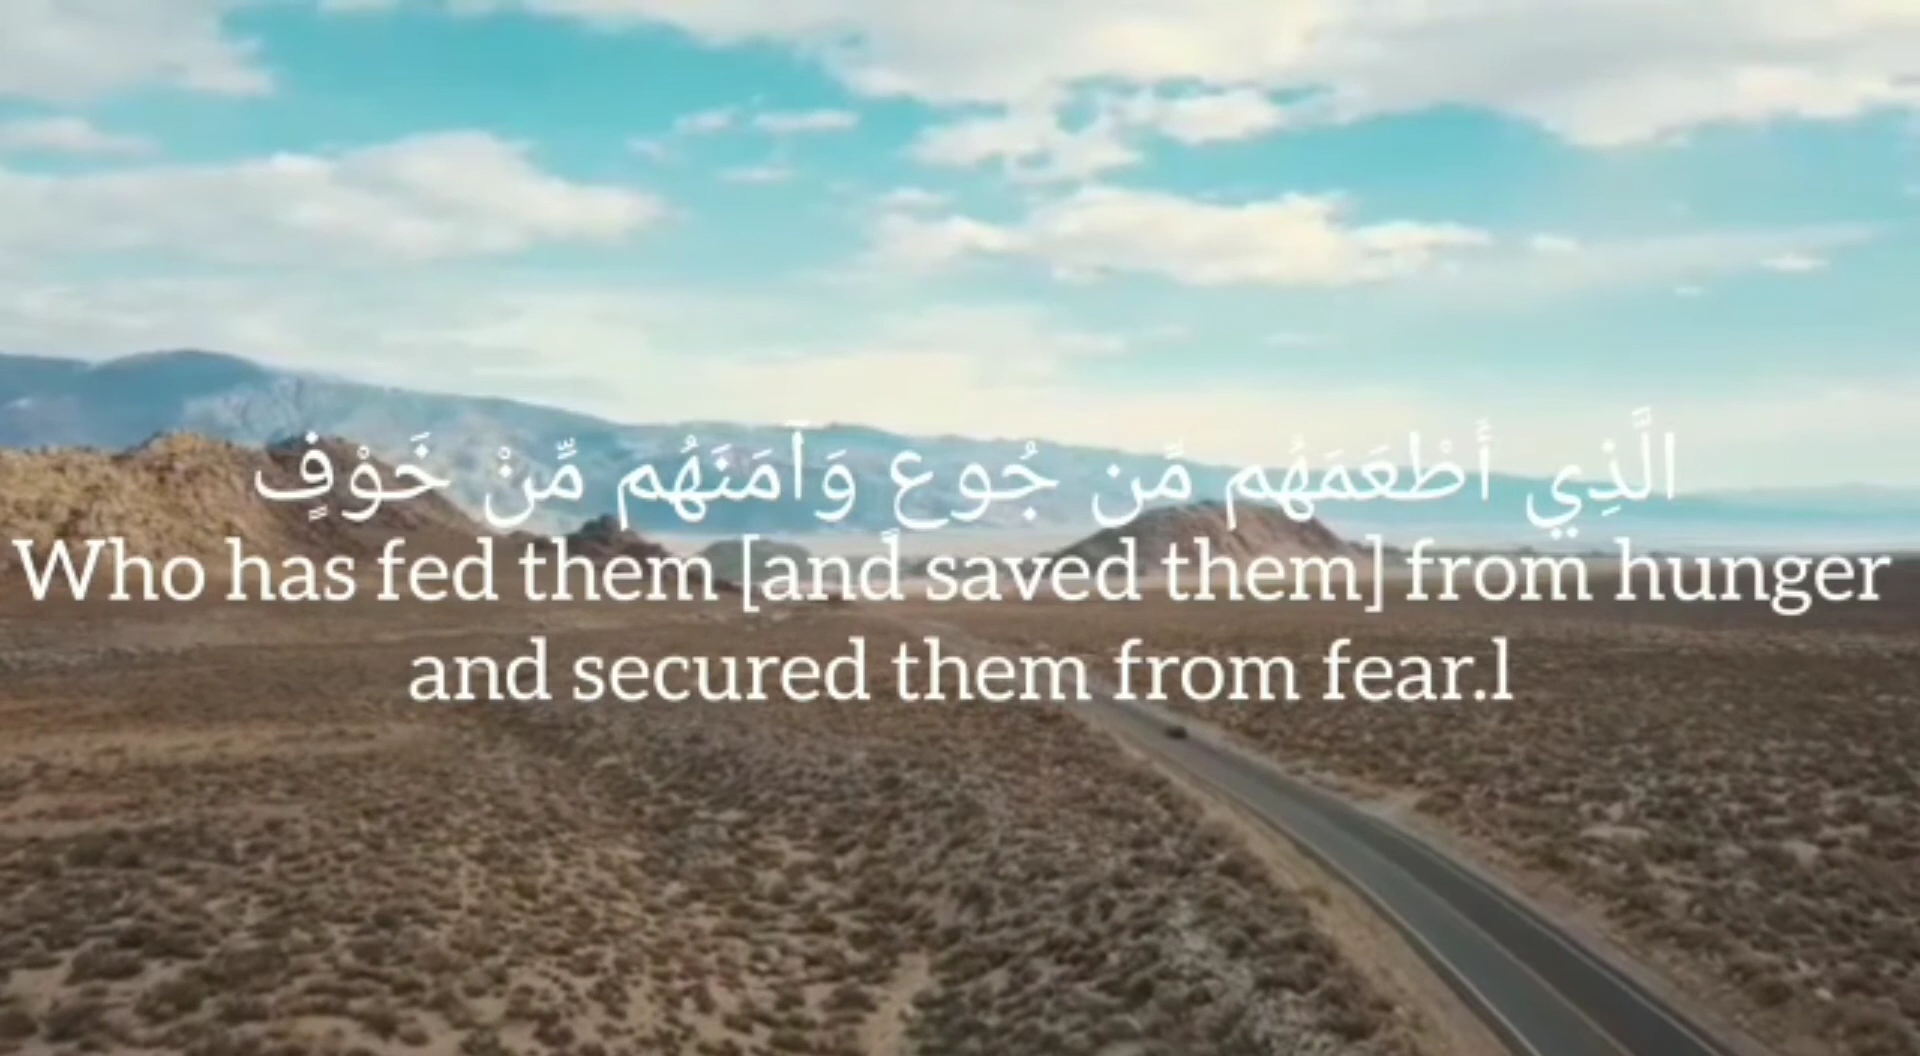 الَّذِي أَطْعَمَهُم مِّن جُوعٍ وَآمَنَهُم مِّنْ خَوْفٍ
Who has fed them [and saved them] from hunger
and secured them from fear.l